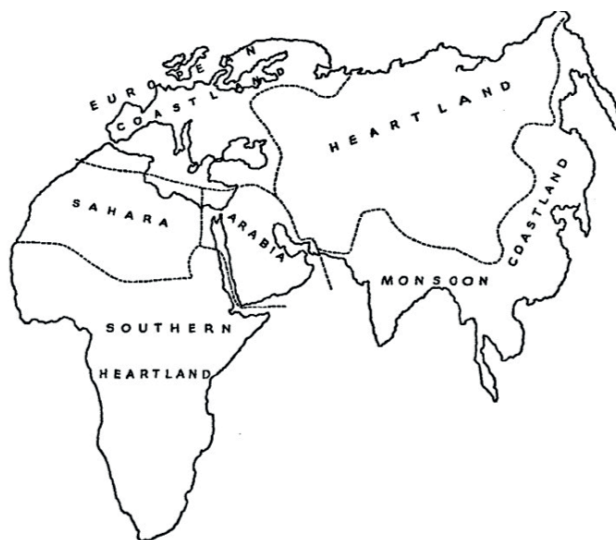 EUROPEAN
COASTLAND
HEARTLAND
SAHARA
ARABIA
COASTLAND
MONSOON
SOUTHERN
HEARTLAND